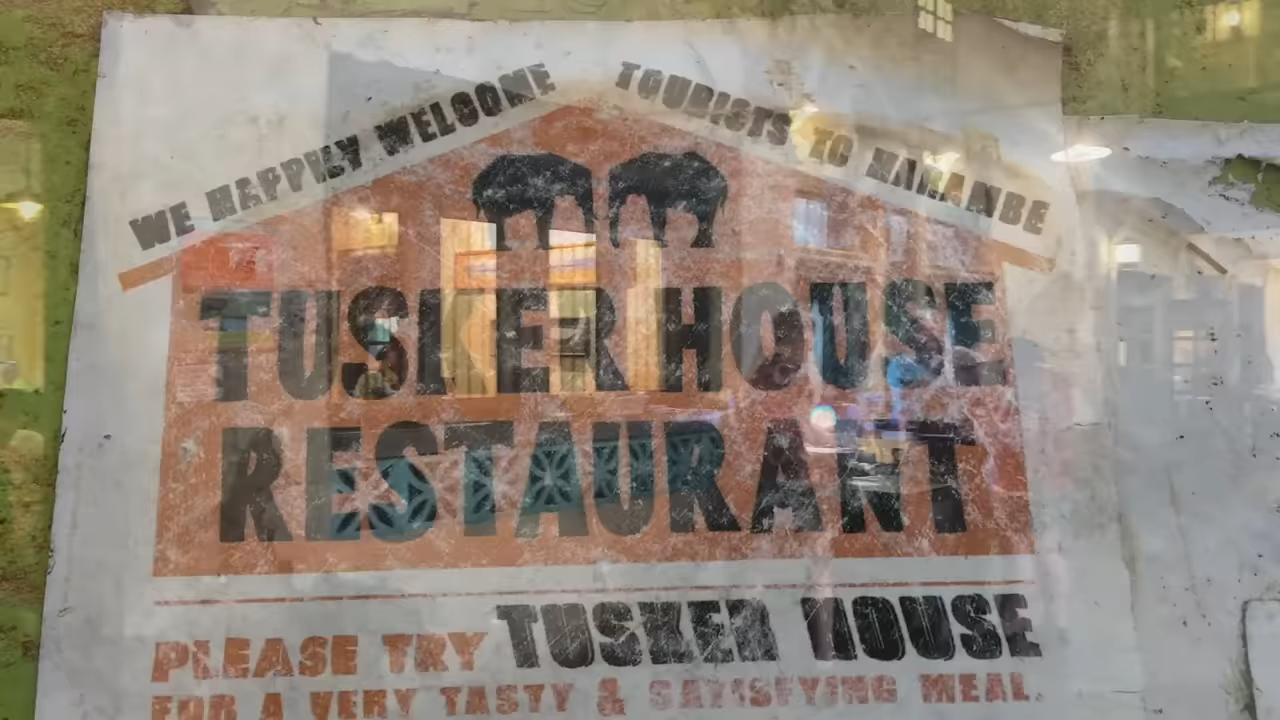 WE HAPPILY WELCOME TOURISTS TO HARAMBE
TUSKER HOUSE
RESTAURANT
PLEASE TRY TUSKER HOUSE
FOR A VERY TASTY & SATISFYING MEAL.